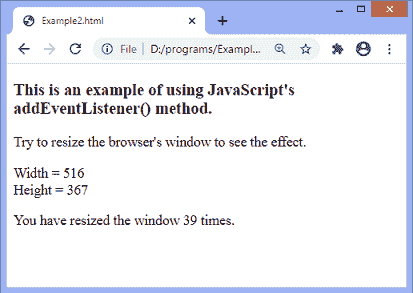 Example2.html
File
D:/programs/Exampl...
This is an example of using JavaScript's
addEventListener() method.
Try to resize the browser's window to see the effect.
Width = 516
Height = 367
You have resized the window 39 times.